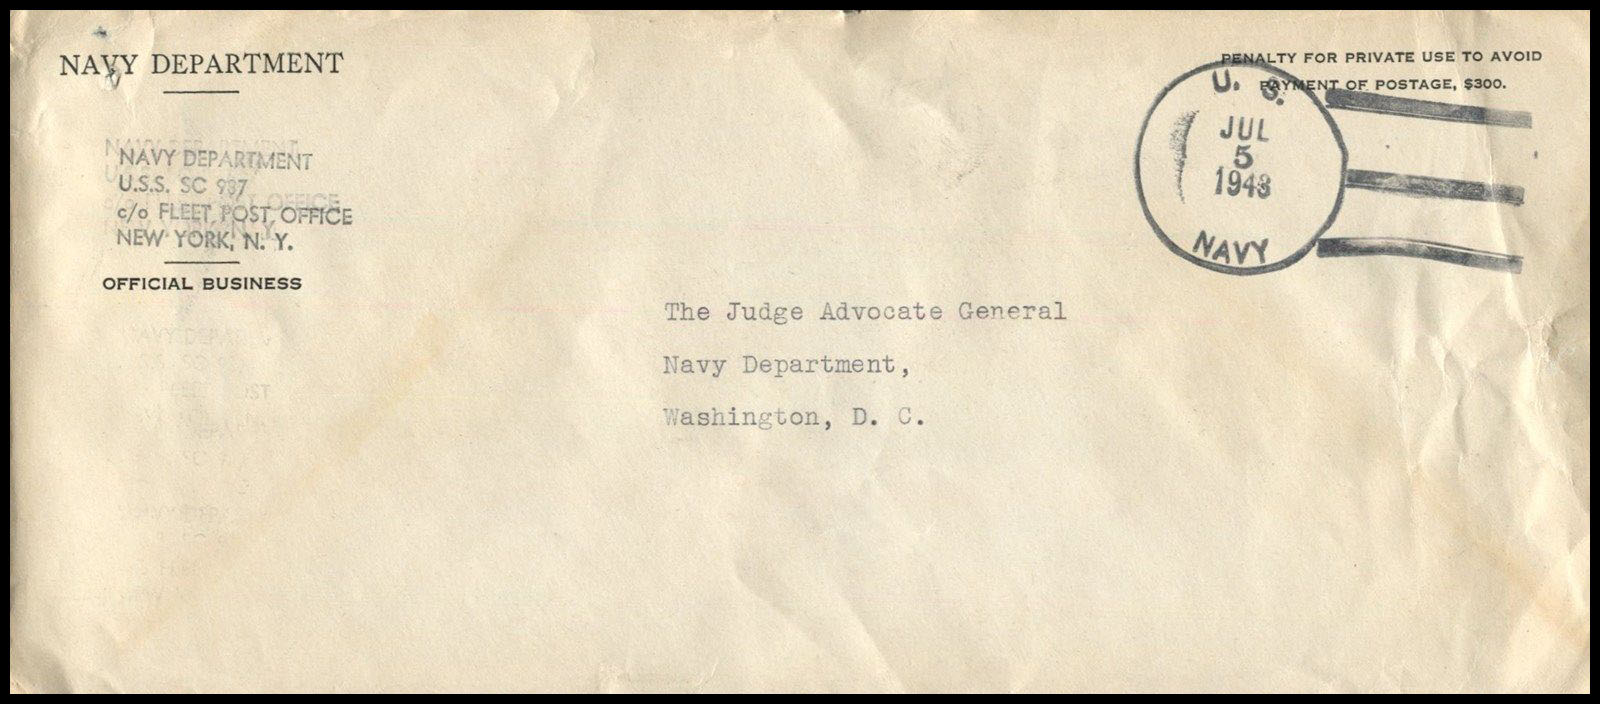 NAVY DEPARTMENT
NAVY DEPARTMENT
U.S.S. SC 937
c/o FLEET POST OFFICE
NEW YORK, N. Y.
OFFICIAL BUSINESS
PENALTY FOR PRIVATE USE TO AVOID
PAYMENT OF POSTAGE, $300.
U. S.
JUL
5
1943
NAVY
The Judge Advocate General
Navy Department,
Washington, D. C.